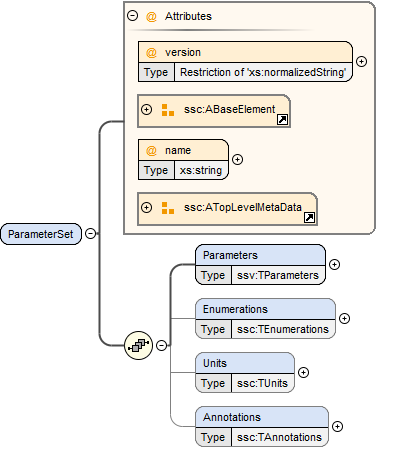 @ Attributes
@ version
Type Restriction of 'xs:normalizedString'
ssc:ABaseElement
@ name
Type xs:string
ssc:ATopLevelMetaData
ParameterSet
Parameters
Type ssv:TParameters
Enumerations
Type ssc:TEnumerations
Units
Type ssc:TUnits
Annotations
Type ssc:TAnnotations